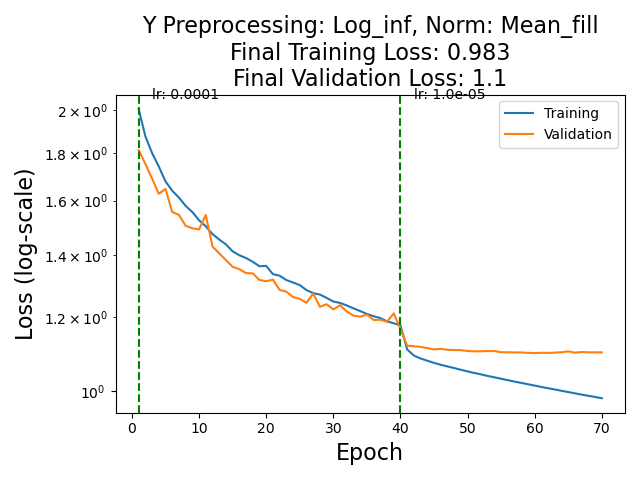 Y Preprocessing: Log_inf, Norm: Mean_fill
Final Training Loss: 0.983
Final Validation Loss: 1.1
lr: 0.0001
lr: 1.0e-05
Training
Validation
2 × 10⁰
1.8 × 10⁰
1.6 × 10⁰
1.4 × 10⁰
1.2 × 10⁰
10⁰
Loss (log-scale)
0 10 20 30 40 50 60 70
Epoch